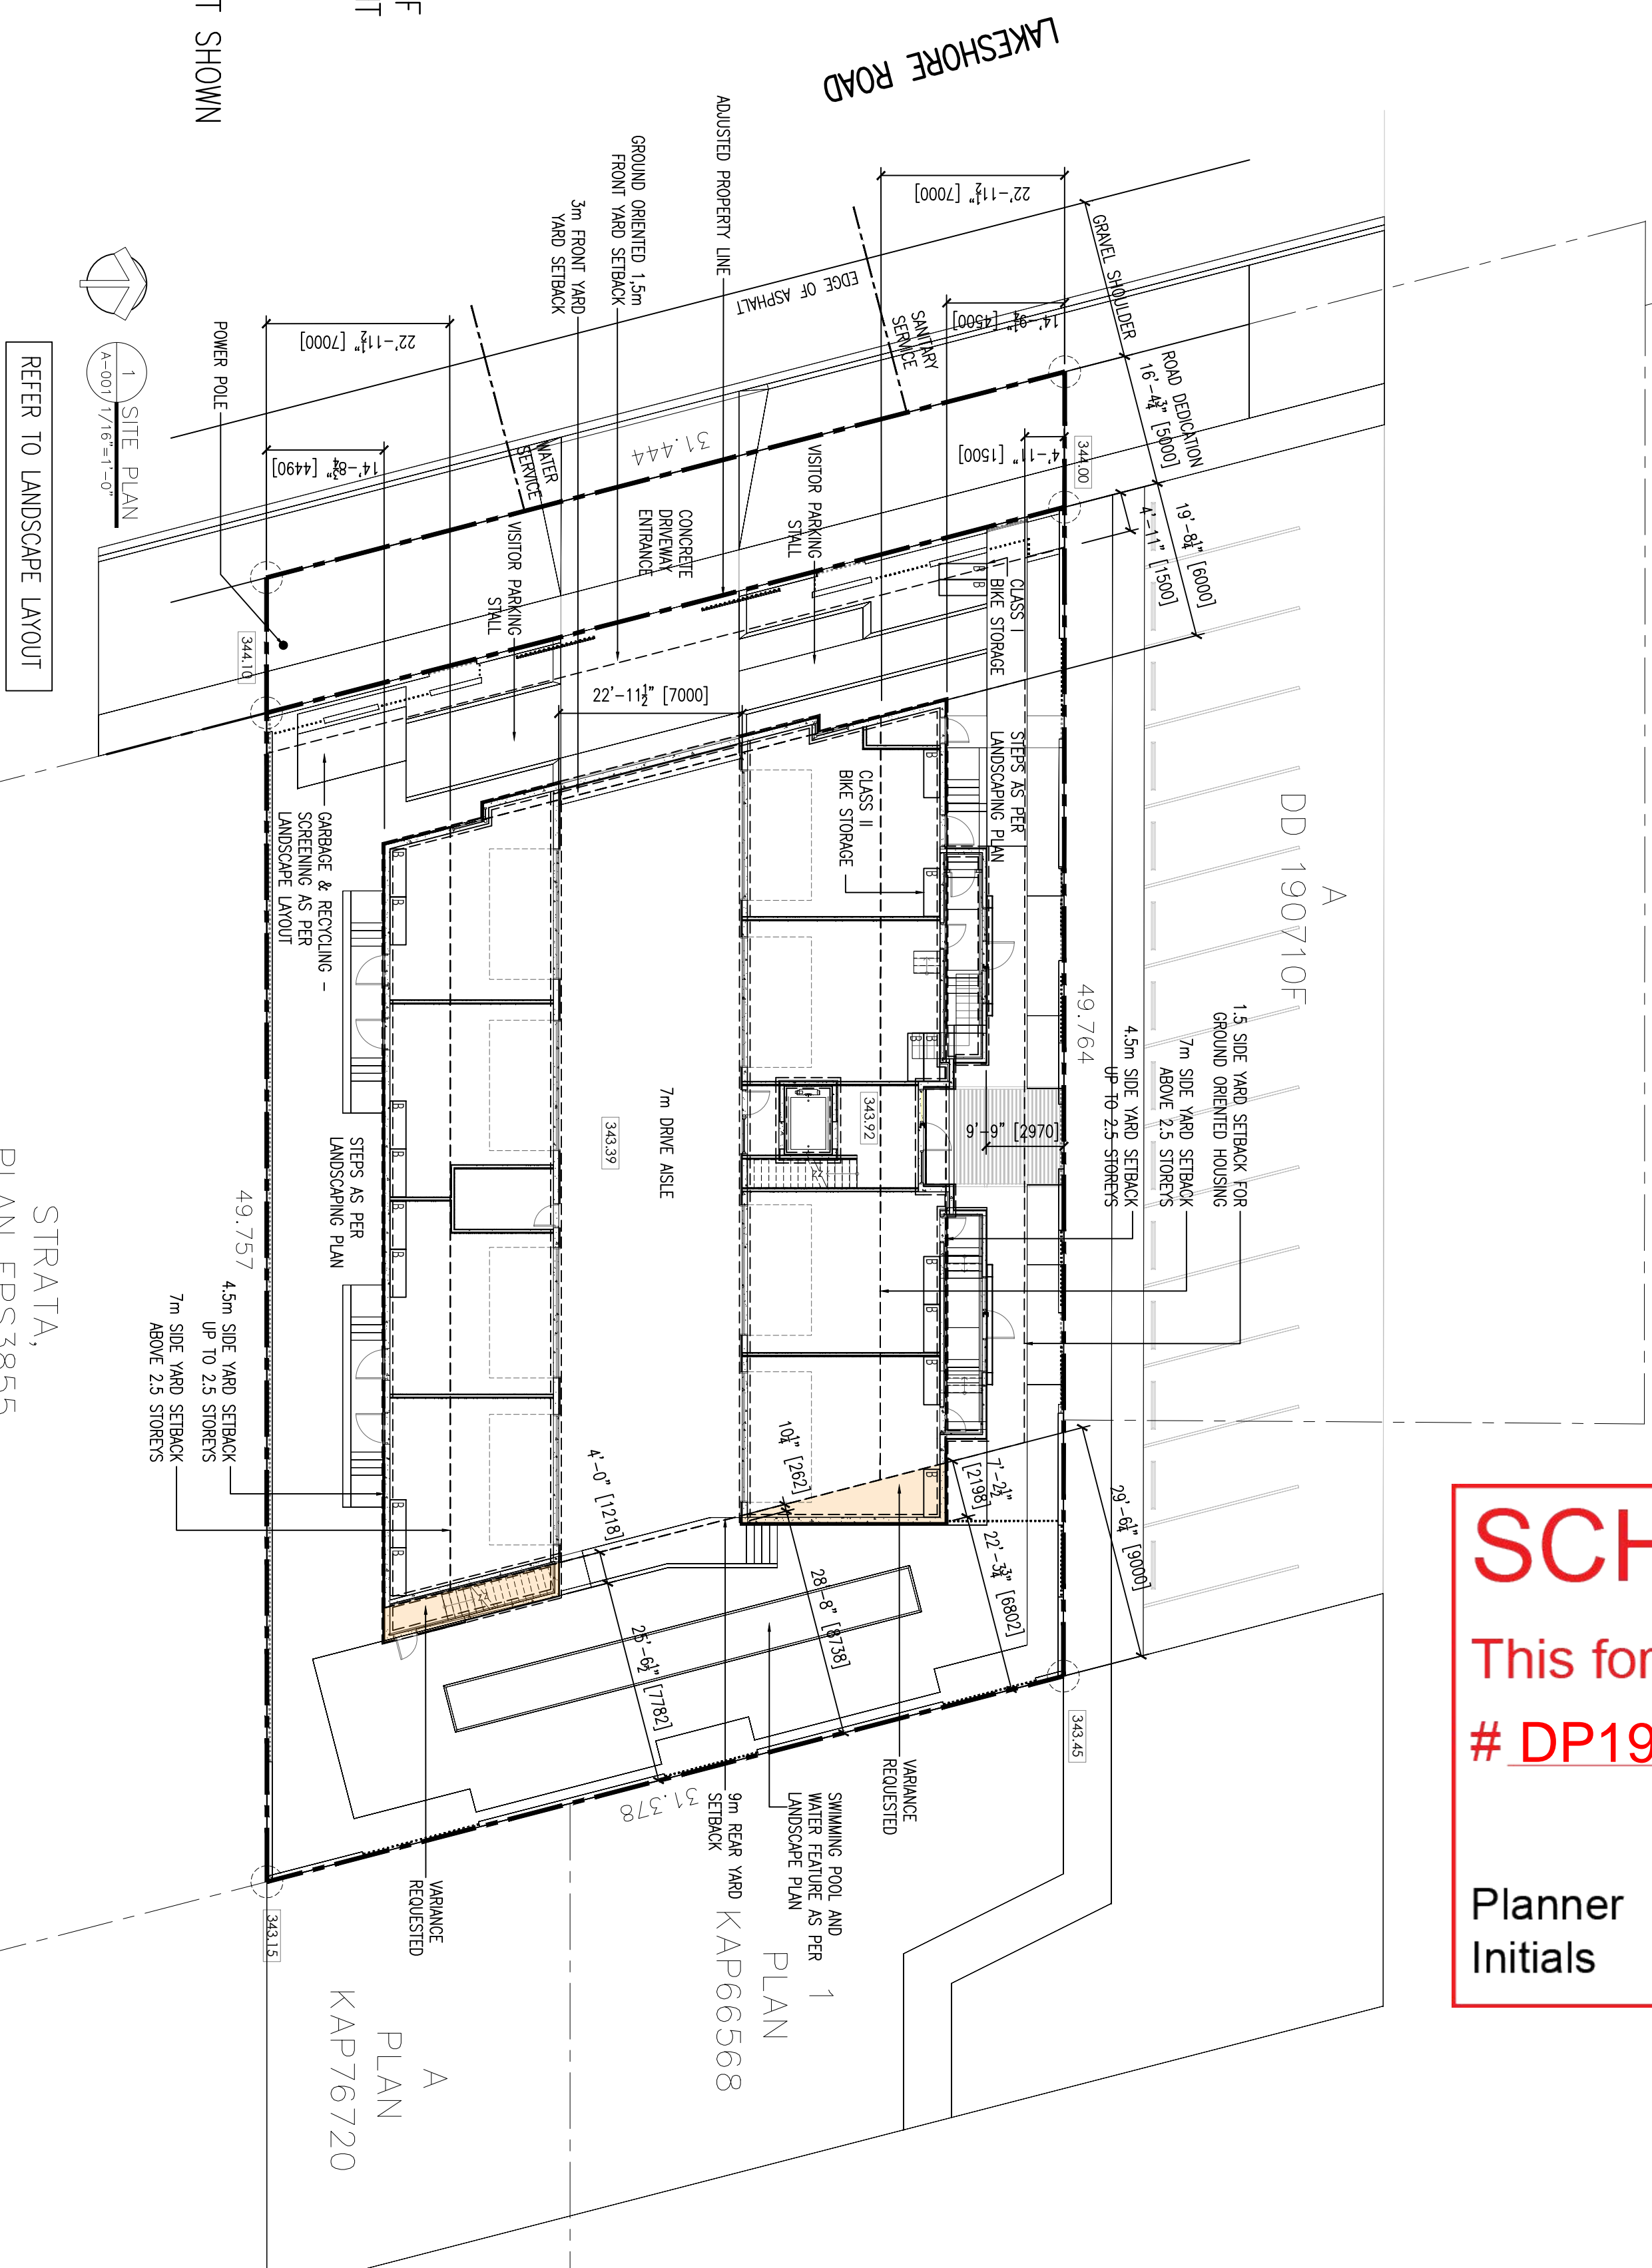 LAKESHORE ROAD
F
T
T SHOWN
ADJUSTED PROPERTY LINE
GROUND ORIENTED 1,5m
FRONT YARD SETBACK
3m FRONT YARD
YARD SETBACK
22'-11½" [7000]
GRAVEL SHOULDER
EDGE OF ASPHALT
SANITARY
SERVICE
14'-9¼" [4500]
ROAD DEDICATION
16'-4¾" [5000]
19'-8¼" [6000]
4'-11" [1500]
4'-11" [1500]
344.00
22'-11½" [7000]
POWER POLE
1
A-001
SITE PLAN
1/16"=1'-0"
REFER TO LANDSCAPE LAYOUT
14'-8¾" [4490]
WATER
SERVICE
31.444
VISITOR PARKING
STALL
CONCRETE
DRIVEWAY
ENTRANCE
VISITOR PARKING
STALL
344.10
CLASS I
BIKE STORAGE
B
B
22'-11½" [7000]
STEPS AS PER
LANDSCAPING PLAN
CLASS II
BIKE STORAGE
GARBAGE & RECYCLING -
SCREENING AS PER
LANDSCAPE LAYOUT
A
DD 190710F
49.764
1.5 SIDE YARD SETBACK FOR
GROUND ORIENTED HOUSING
7m SIDE YARD SETBACK
ABOVE 2.5 STOREYS
4.5m SIDE YARD SETBACK
UP TO 2.5 STOREYS
9'-9" [2970]
343.92
7m DRIVE AISLE
343.39
STEPS AS PER
LANDSCAPING PLAN
49.757
4.5m SIDE YARD SETBACK
UP TO 2.5 STOREYS
7m SIDE YARD SETBACK
ABOVE 2.5 STOREYS
STRATA,
PLAN EPS3855
10¼" [262]
4'-0" [1218]
7'-2½"
[2198]
22'-3¾" [6802]
29'-6¼" [9000]
28'-8" [8738]
25'-6½" [7782]
343.45
31.378
VARIANCE
REQUESTED
SWIMMING POOL AND
WATER FEATURE AS PER
LANDSCAPE PLAN
9m REAR YARD
SETBACK
VARIANCE
REQUESTED
343.15
1
PLAN
KAP66568
A
PLAN
KAP76720
SCH
This for
# DP19
Planner
Initials